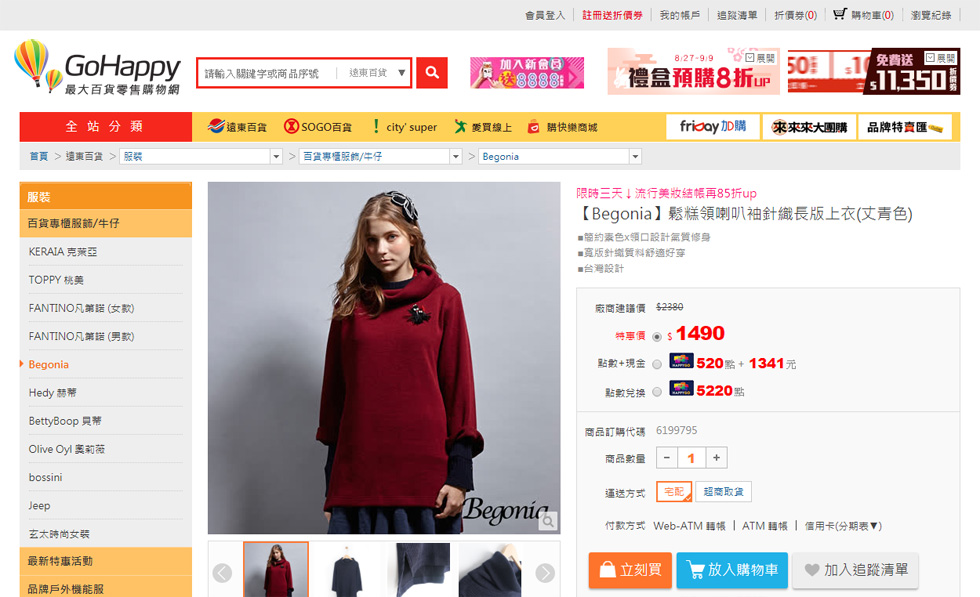 會員登入 註冊送折價券 我的帳戶 追蹤清單 折價券(0) 購物車(0) 瀏覽紀錄
GoHappy
最大百貨零售購物網
請輸入關鍵字或商品序號 遠東百貨 ▼
加入新會員
送8888
8/27-9/9 展開
禮盒預購8折UP
免費送 展開
$11,350
全站分類 遠東百貨 SOGO百貨 city'super 愛買線上 購快樂商城 friday加購 來來來大團購 品牌特賣匯
首頁 > 遠東百貨 > 服裝 > 百貨專櫃服飾/牛仔 > Begonia
服裝
百貨專櫃服飾/牛仔
KERAIA 克萊亞
TOPPY 桃美
FANTINO凡第諾 (女款)
FANTINO凡第諾 (男款)
Begonia
Hedy 赫蒂
BettyBoop 貝蒂
Olive Oyl 奧莉薇
bossini
Jeep
玄太時尚女裝
最新特惠活動
品牌戶外機能服
Begonia
限時三天↓流行美妝結帳再85折up
【Begonia】鬆糕領喇叭袖針織長版上衣(丈青色)
■簡約素色x領口設計氣質修身
■寬版針織質料舒適好穿
■台灣設計
廠商建議價 $2380
特惠價 $ 1490
點數+現金 520點 + 1341元
點數兌換 5220點
商品訂購代碼 6199795
商品數量 - 1 +
運送方式 宅配 超商取貨
付款方式 Web-ATM 轉帳 | ATM 轉帳 | 信用卡(分期表▼)
立刻買 放入購物車 加入追蹤清單